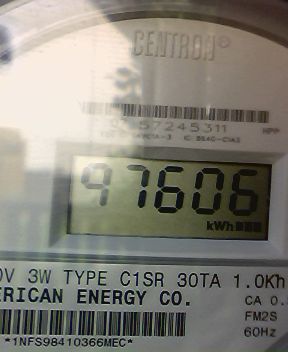 CENTRON®
57245311
97606
kWh
0V 3W TYPE C1SR 30TA 1.0Kh
ERICAN ENERGY CO.
CA 0.5
FM2S
*1NFS98410366MEC*
60Hz